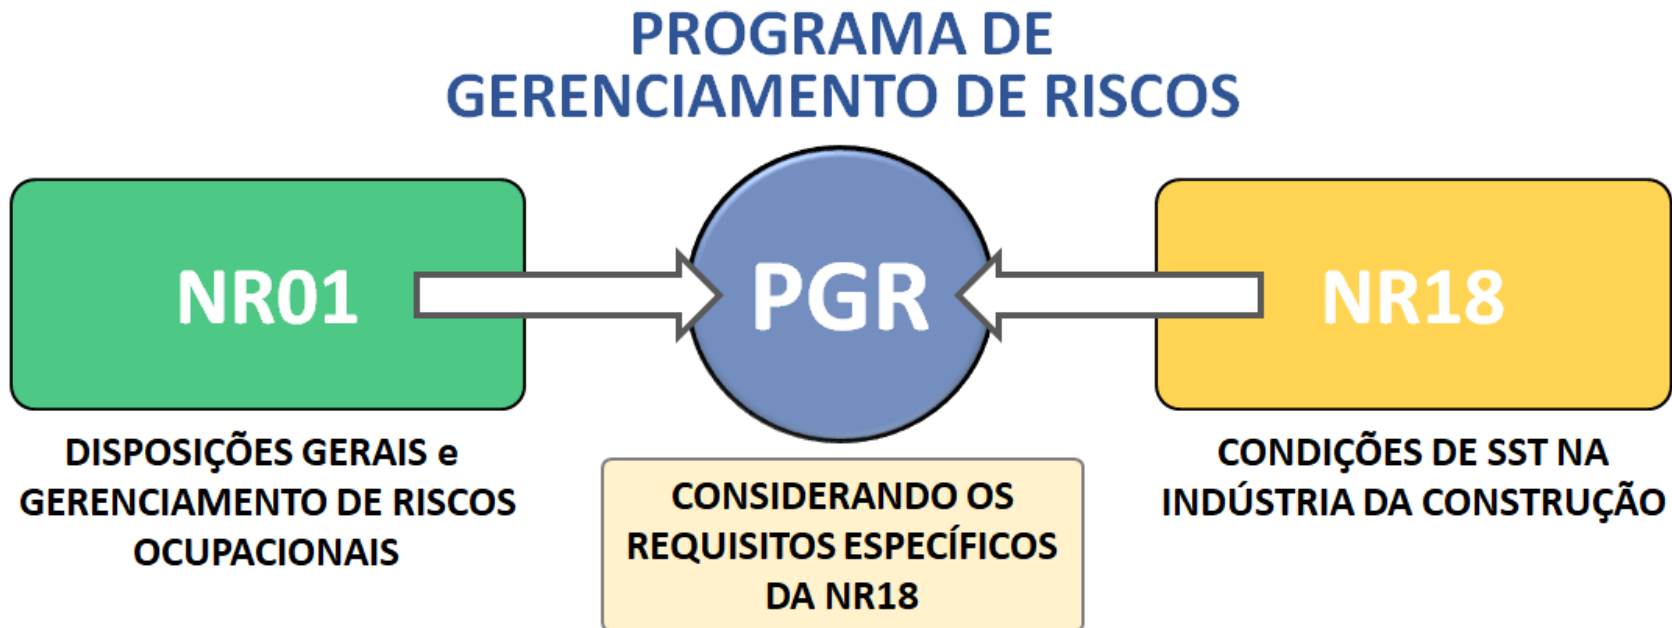 PROGRAMA DE
GERENCIAMENTO DE RISCOS
NR01
PGR
NR18
DISPOSIÇÕES GERAIS e
GERENCIAMENTO DE RISCOS
OCUPACIONAIS
CONSIDERANDO OS
REQUISITOS ESPECÍFICOS
DA NR18
CONDIÇÕES DE SST NA
INDÚSTRIA DA CONSTRUÇÃO